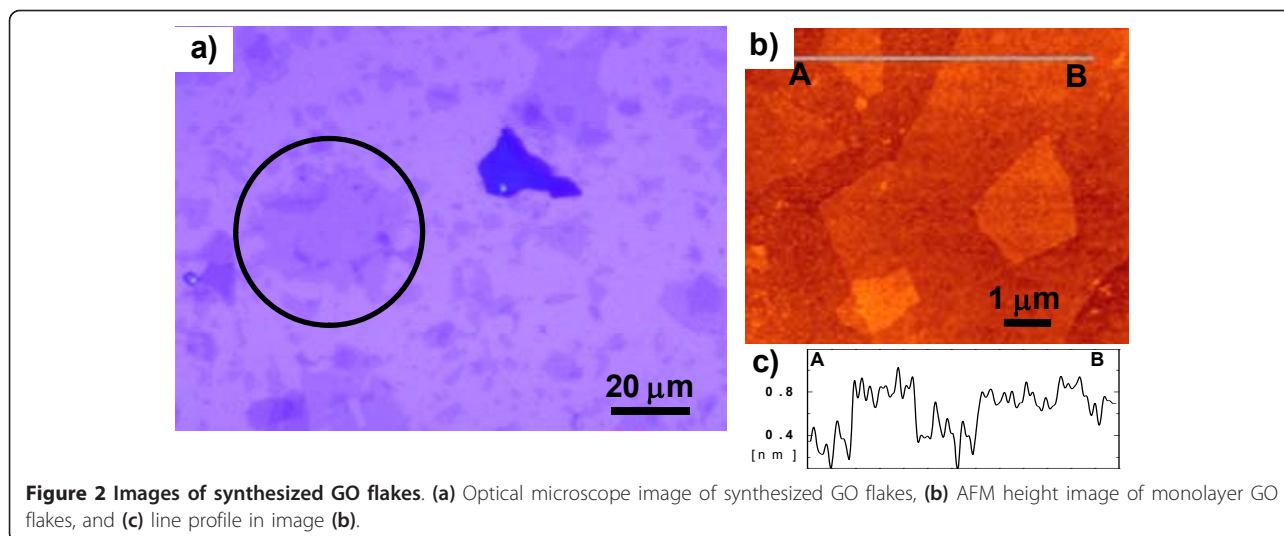 a)
20 μm
b)
A B
1 μm
c)
A B
0.8
0.4
[nm]
Figure 2 Images of synthesized GO flakes. (a) Optical microscope image of synthesized GO flakes, (b) AFM height image of monolayer GO
flakes, and (c) line profile in image (b).